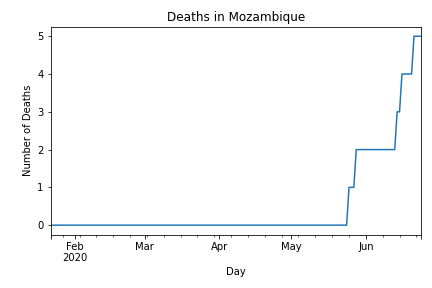 Deaths in Mozambique
Number of Deaths
5
4
3
2
1
0
Feb
2020
Mar
Apr
May
Jun
Day